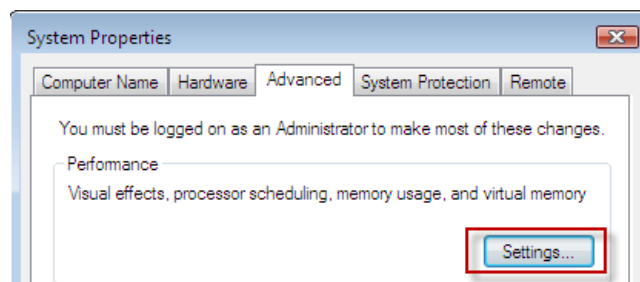 System Properties
Computer Name Hardware Advanced System Protection Remote
You must be logged on as an Administrator to make most of these changes.
Performance
Visual effects, processor scheduling, memory usage, and virtual memory
Settings...